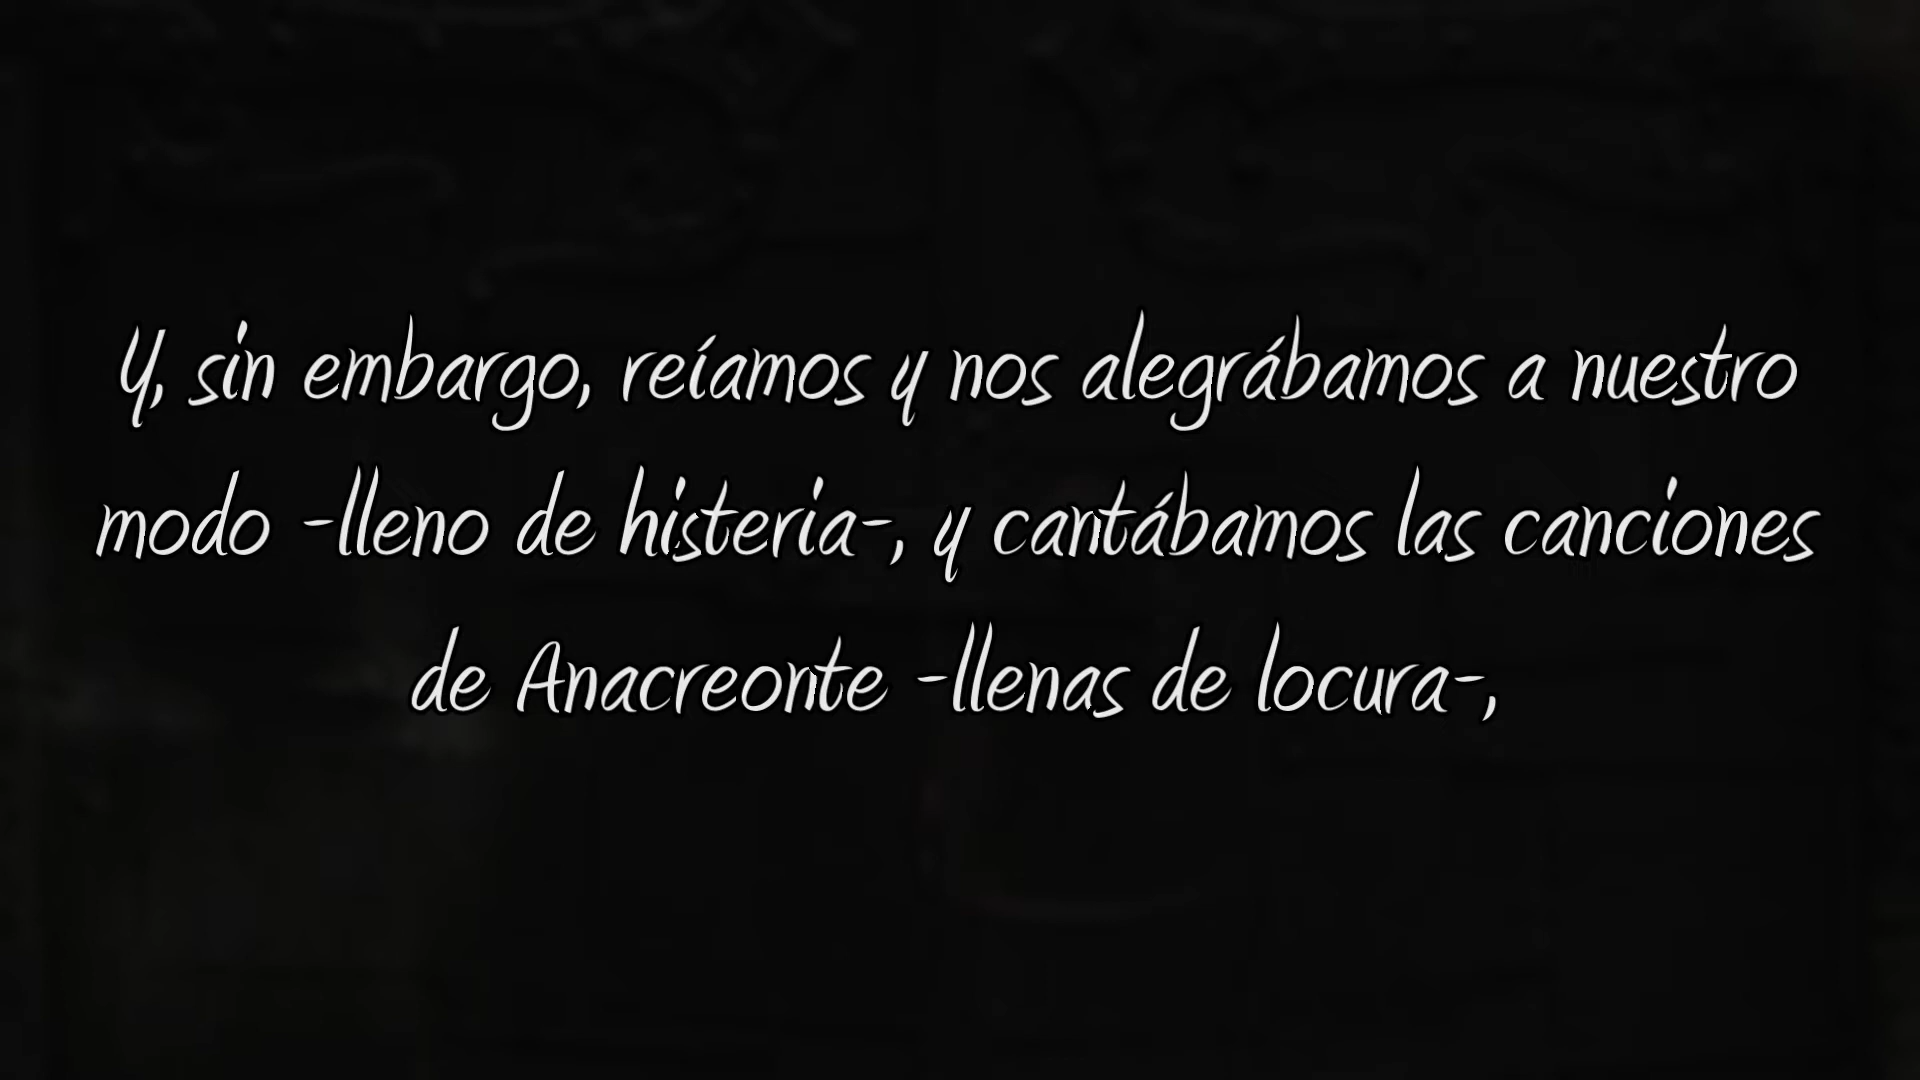 Y, sin embargo, reíamos y nos alegrábamos a nuestro
modo -lleno de histeria-, y cantábamos las canciones
de Anacreonte -llenas de locura-,